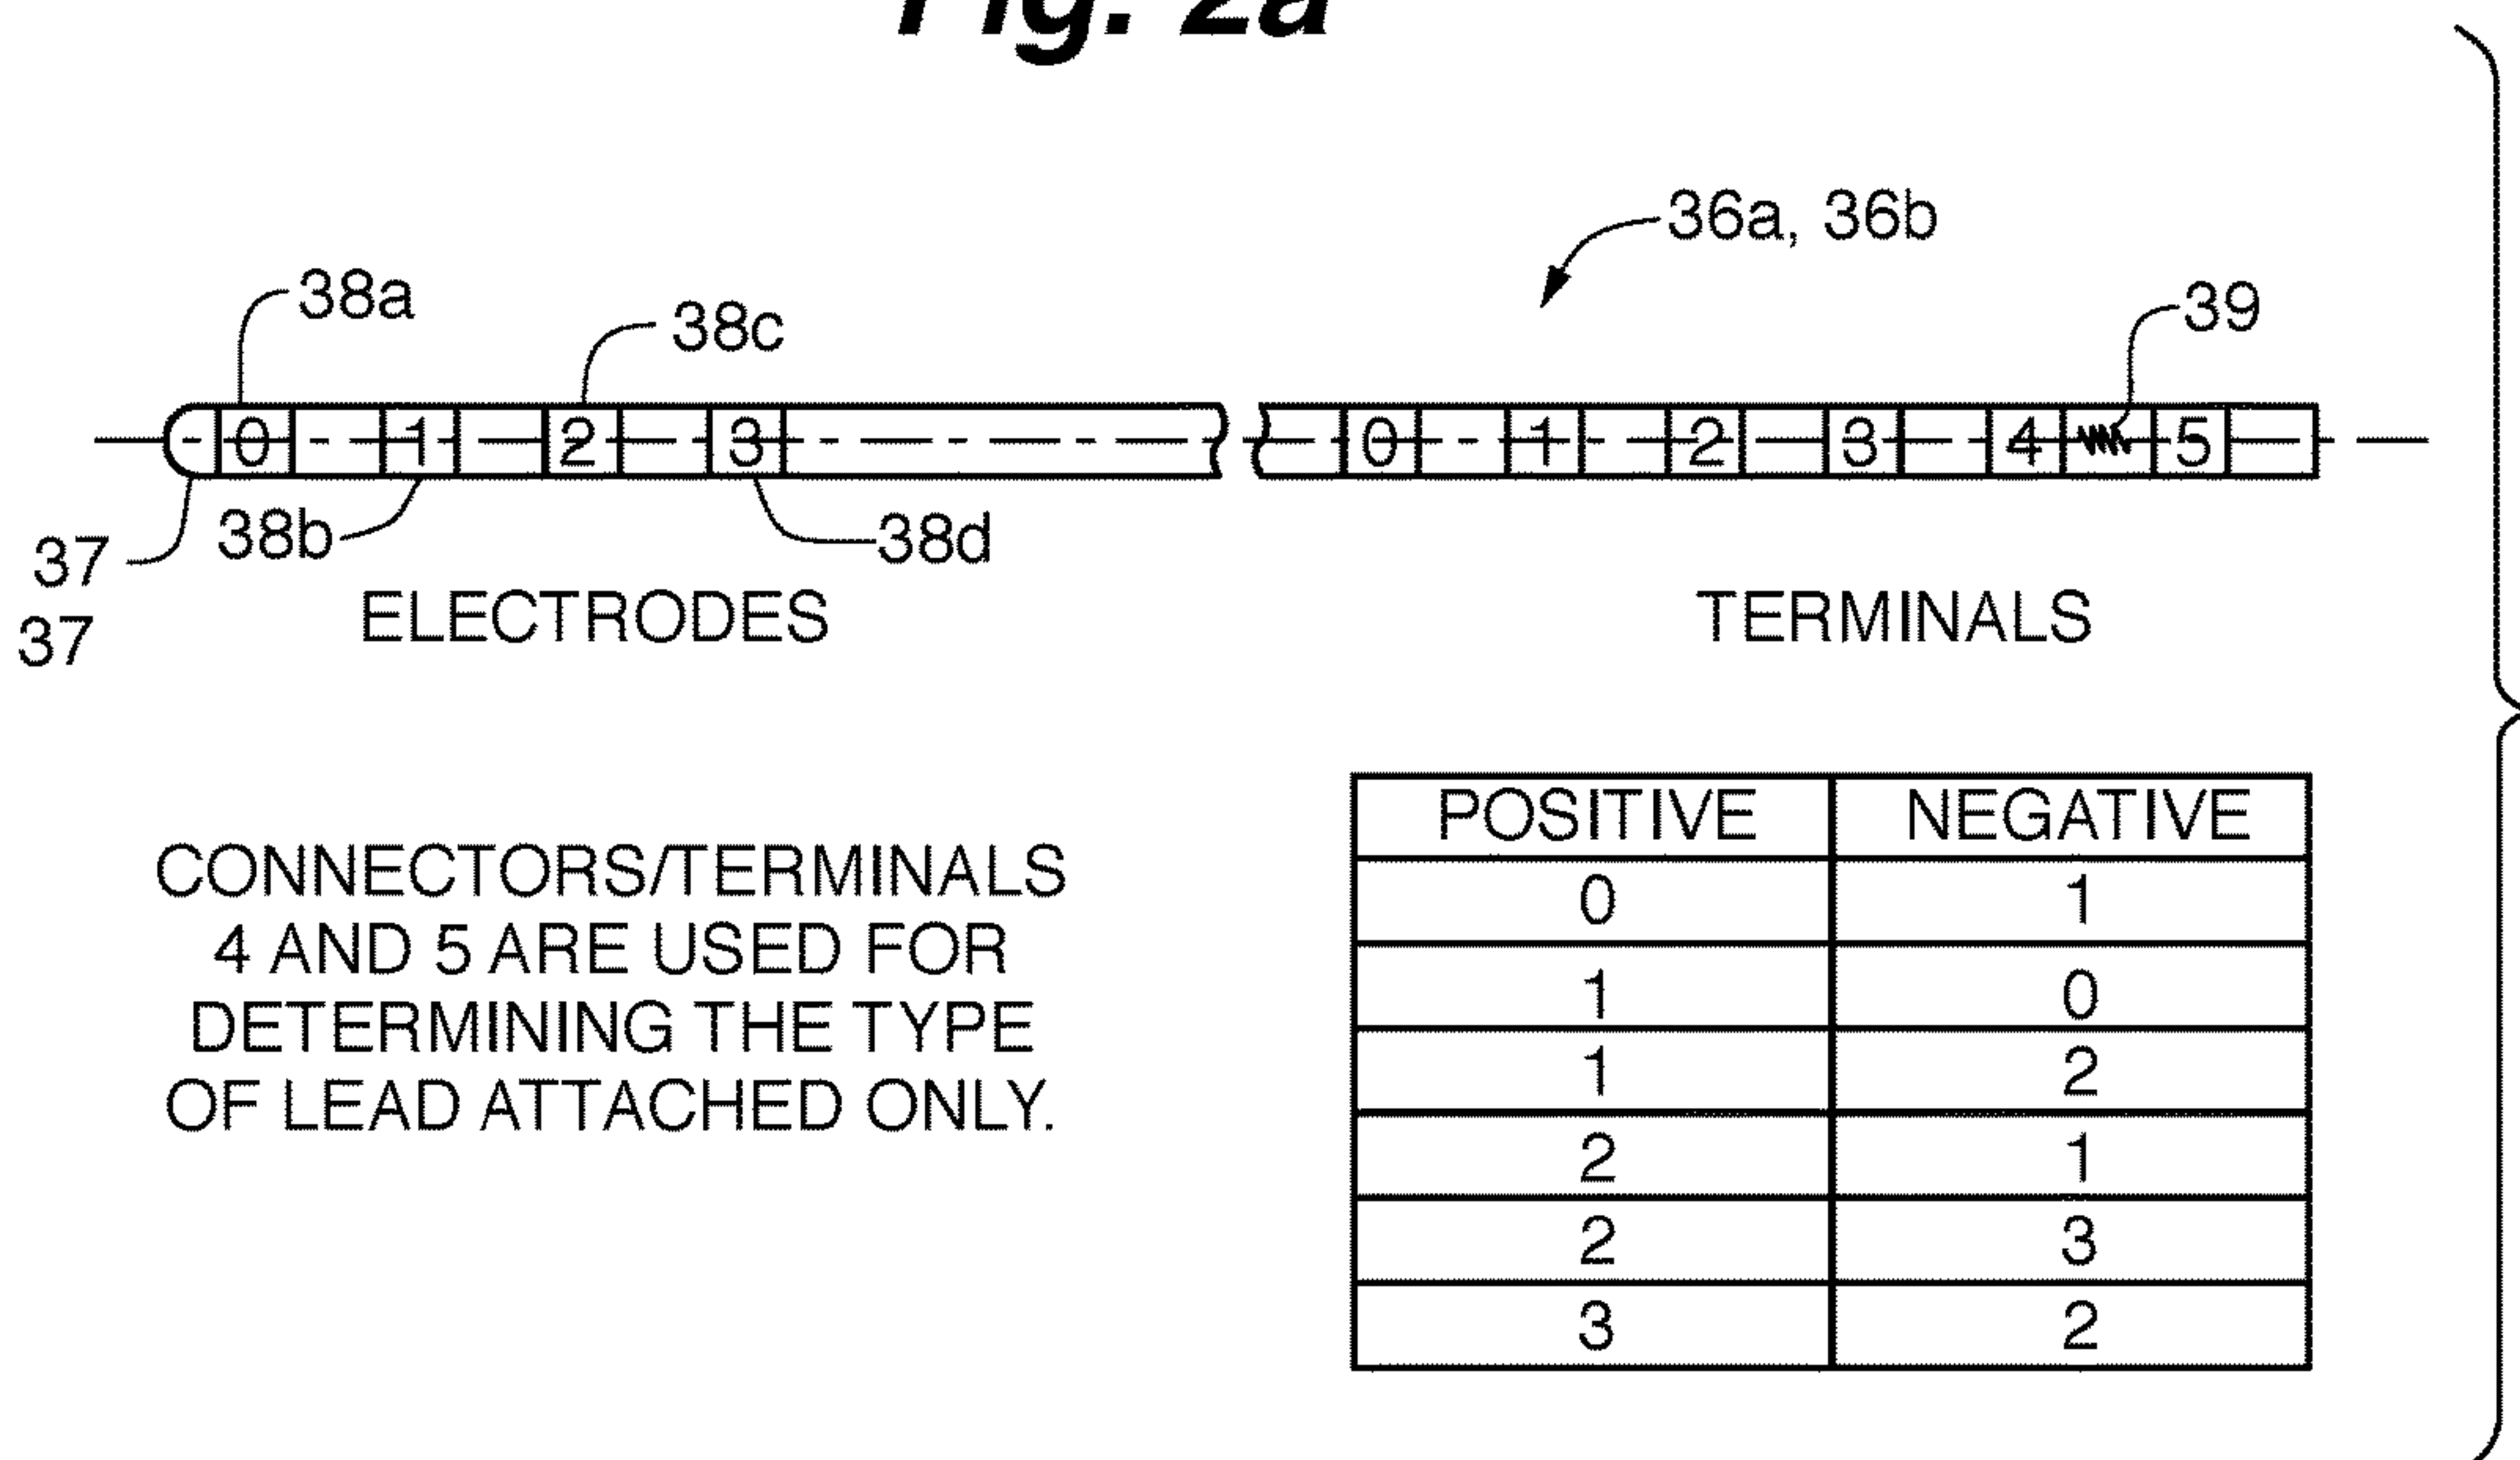 Fig. 2a
36a, 36b
38a
38c
39
0 1 2 3 0 1 2 3 4 5
37
38b
38d
37
ELECTRODES
TERMINALS
CONNECTORS/TERMINALS
4 AND 5 ARE USED FOR
DETERMINING THE TYPE
OF LEAD ATTACHED ONLY.
POSITIVE NEGATIVE
0 1
1 0
1 2
2 1
2 3
3 2